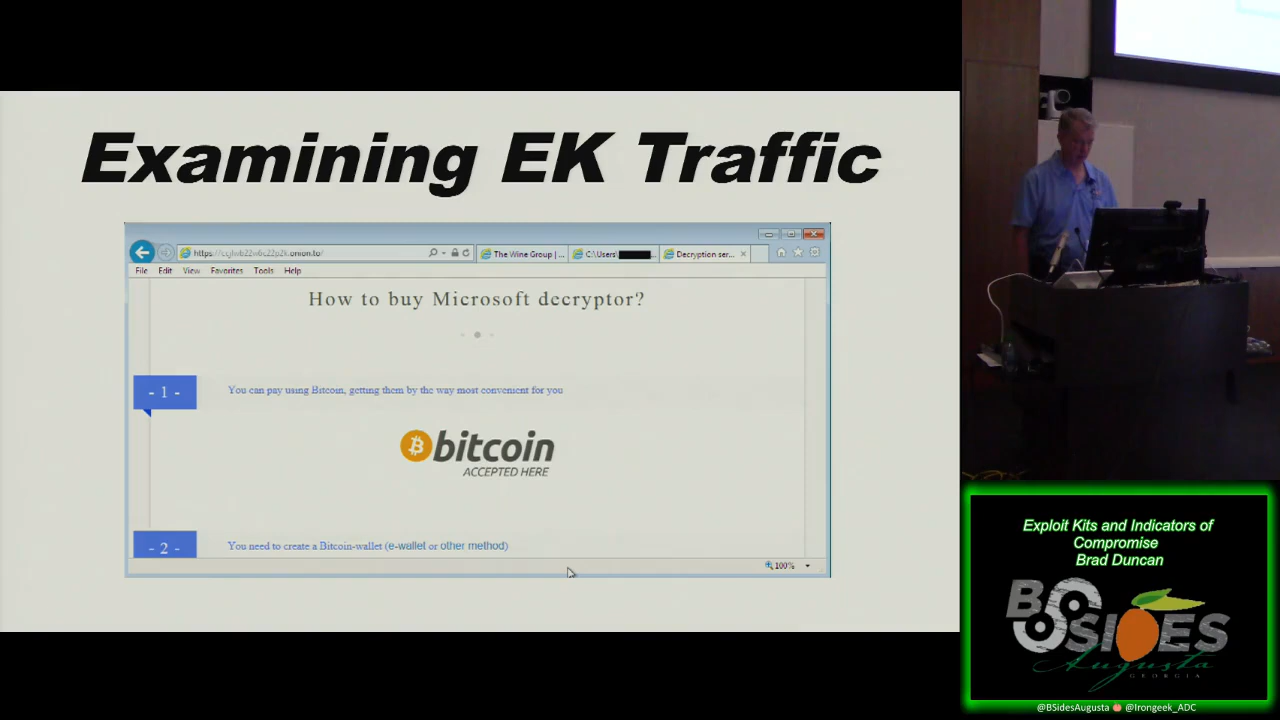 Examining EK Traffic
The Wine Group | ...
C:\Users\
Decryption ser...
File Edit View Favorites Tools Help
How to buy Microsoft decryptor?
- 1 -
You can pay using Bitcoin, getting them by the way most convenient for you
bitcoin
ACCEPTED HERE
- 2 -
You need to create a Bitcoin-wallet (e-wallet or other method)
100%
Exploit Kits and Indicators of
Compromise
Brad Duncan
BSIDES
Augusta
GEORGIA
@BSidesAugusta @Irongeek_ADC